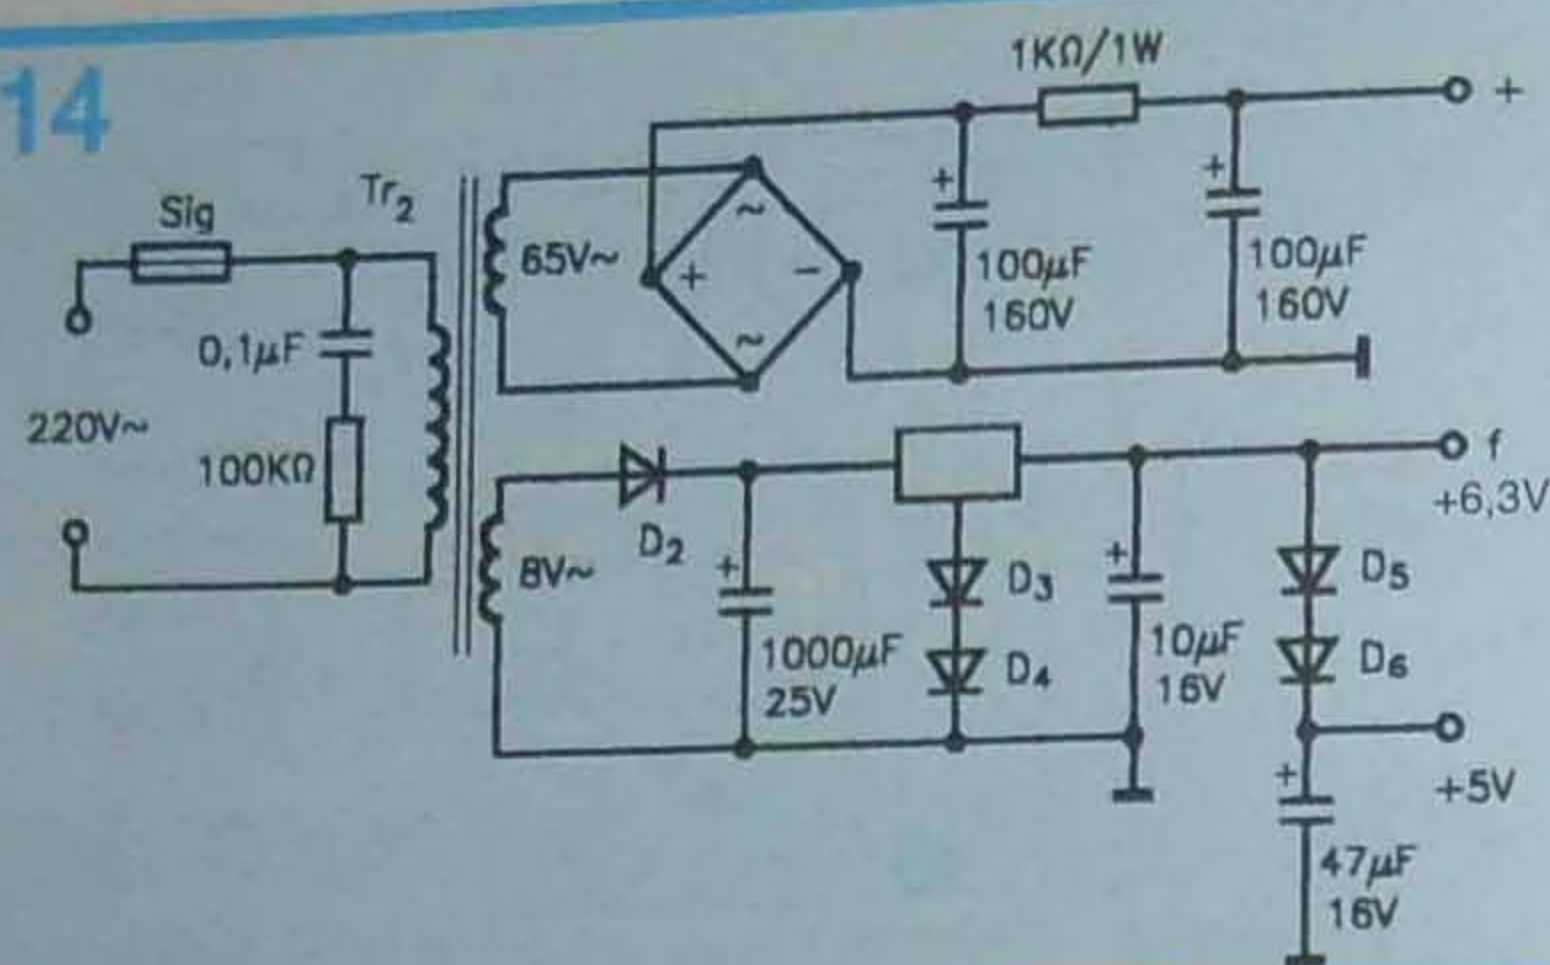 14
1KΩ/1W
+
Tr2
Sig
~
65V~
+
-
~
+
100µF
160V
+
100µF
160V
0,1µF
220V~
100KΩ
f
+6,3V
D2
8V~
+
1000µF
25V
D3
D4
+
10µF
16V
D5
D6
+5V
+
47µF
16V